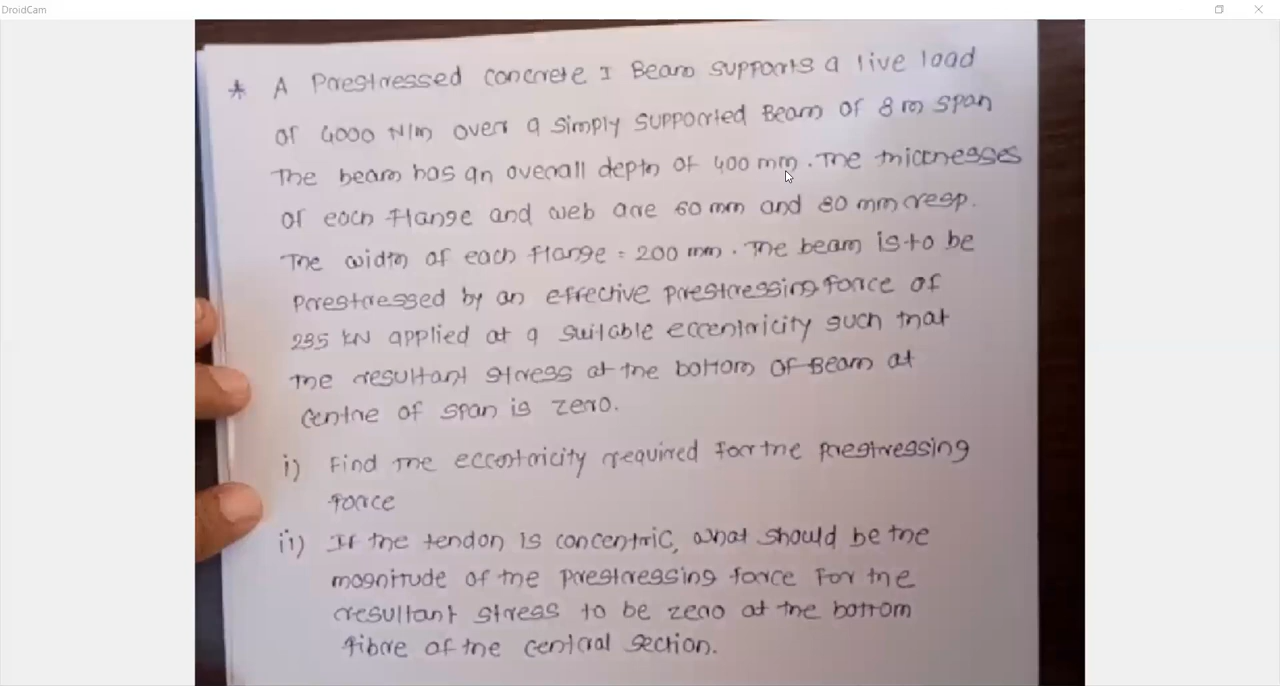 DroidCam
* A Prestressed concrete I Beam supports a live load
of 4000 N/m over a simply supported Beam of 8 m span
The beam has an overall depth of 400 mm. The thicknesses
of each flange and web are 60 mm and 80 mm resp.
The width of each flange = 200 mm. The beam is to be
Prestressed by an effective prestressing force of
235 kN applied at a suitable eccentricity such that
the resultant stress at the bottom of Beam at
centre of span is zero.
i) Find the eccentricity required for the prestressing
force
ii) If the tendon is concentric, what should be the
magnitude of the prestressing force for the
resultant stress to be zero at the bottom
fibre of the central section.